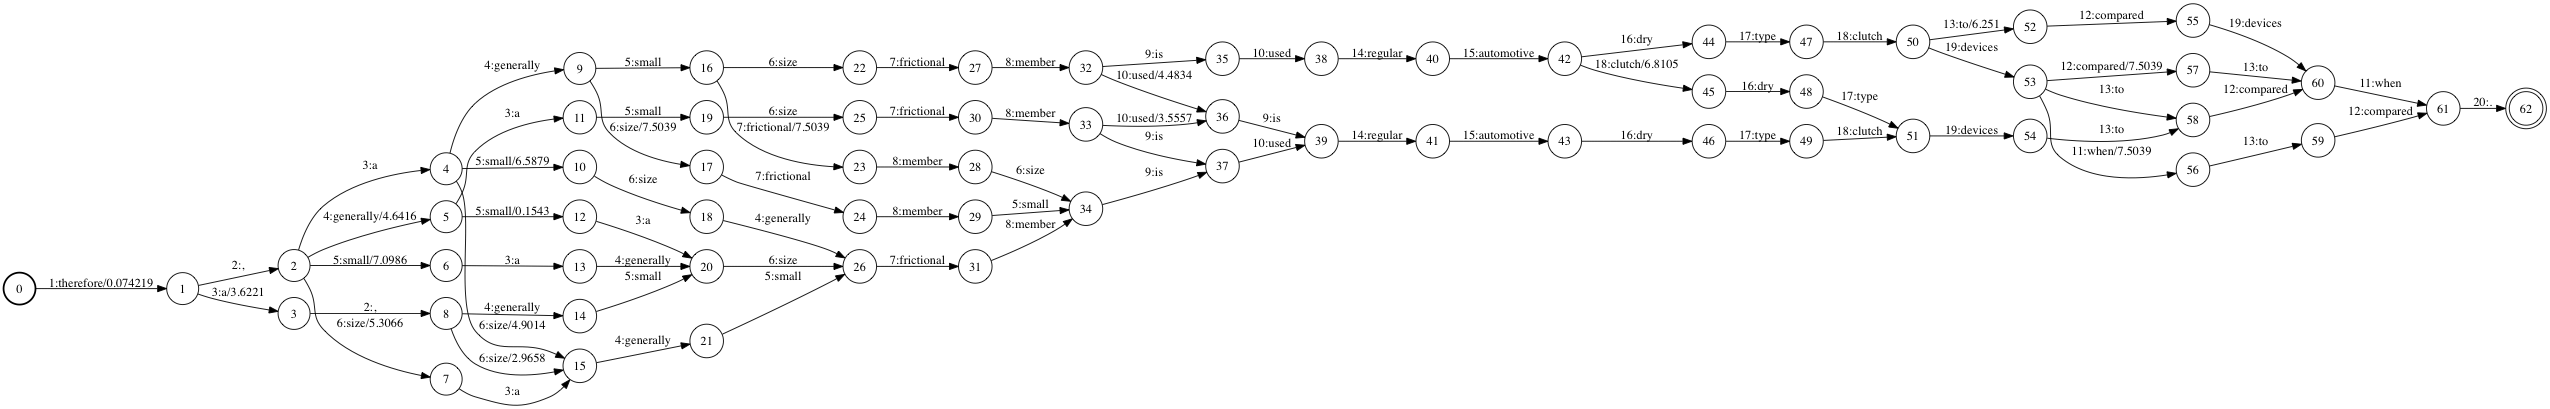 0
1:therefore/0.074219
1
2:,
3:a/3.6221
2
3
3:a
4:generally/4.6416
5:small/7.0986
2:,
6:size/5.3066
4
5
6
8
7
4:generally
3:a
5:small/6.5879
5:small/0.1543
3:a
4:generally
6:size/4.9014
6:size/2.9658
3:a
9
11
10
12
13
14
15
5:small
5:small
6:size/7.5039
6:size
3:a
4:generally
5:small
4:generally
16
19
17
18
20
21
6:size
6:size
7:frictional/7.5039
7:frictional
4:generally
6:size
5:small
22
25
23
24
26
7:frictional
7:frictional
8:member
8:member
7:frictional
27
30
28
29
31
8:member
8:member
6:size
5:small
8:member
32
33
34
9:is
10:used/4.4834
10:used/3.5557
9:is
9:is
35
36
37
10:used
9:is
10:used
38
39
14:regular
14:regular
40
41
15:automotive
15:automotive
42
43
16:dry
18:clutch/6.8105
16:dry
44
45
46
17:type
16:dry
17:type
47
48
49
18:clutch
17:type
18:clutch
50
51
13:to/6.251
19:devices
19:devices
52
53
54
12:compared
12:compared/7.5039
13:to
13:to
11:when/7.5039
55
57
58
56
19:devices
13:to
12:compared
13:to
60
59
11:when
12:compared
61
20:.
62